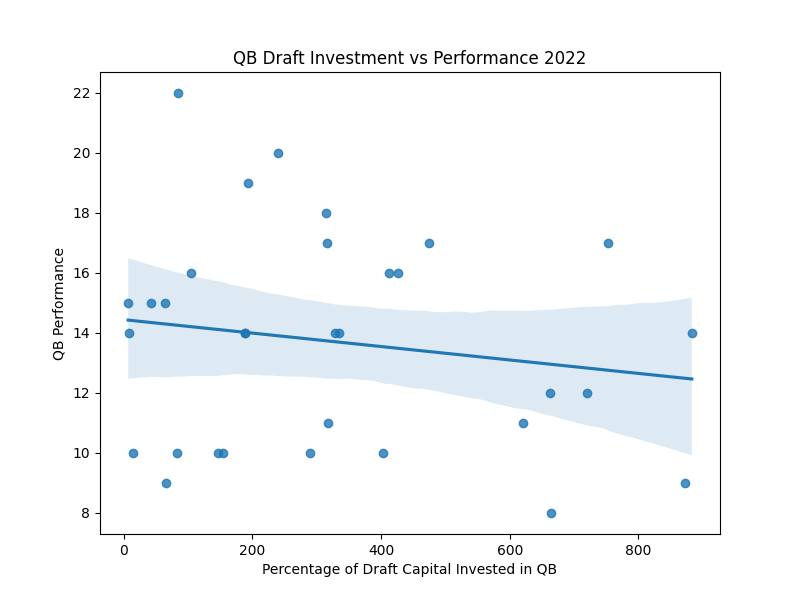 QB Draft Investment vs Performance 2022
22
20
18
16
14
12
10
8
QB Performance
0 200 400 600 800
Percentage of Draft Capital Invested in QB